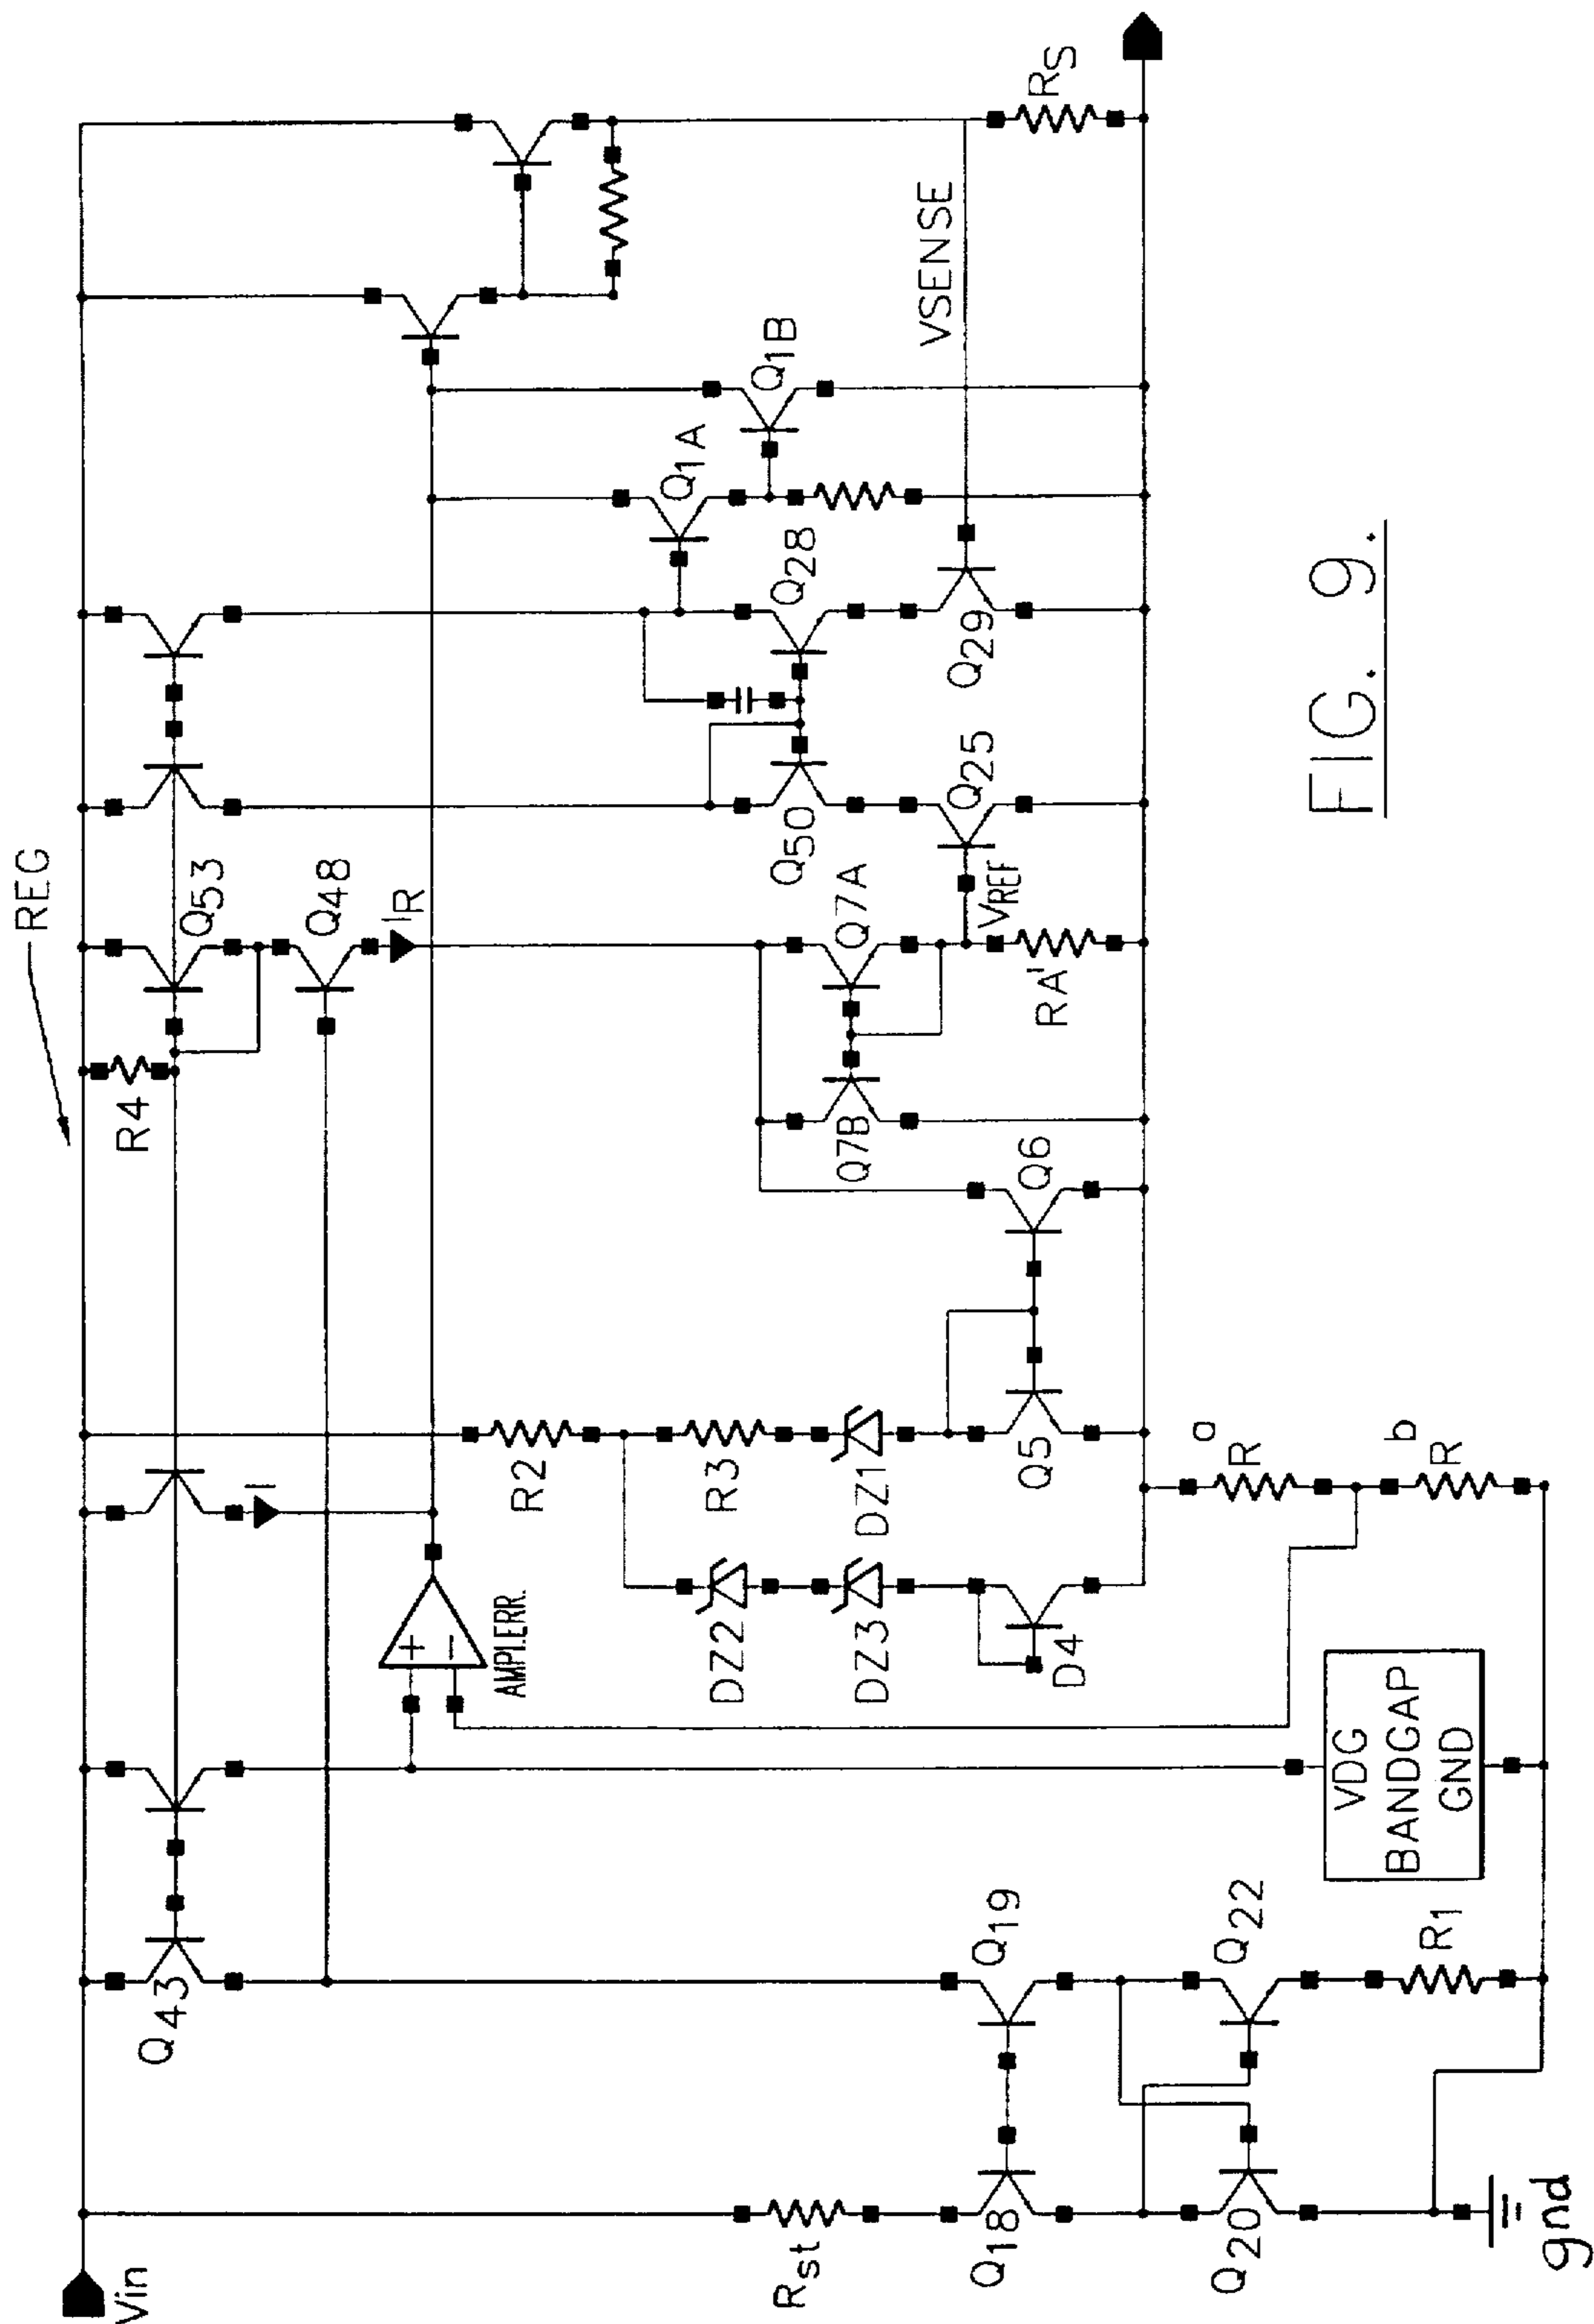 REG
Vin
Q43
R4
Q53
Q48
IR
I
AMPL.ERR.
+
−
R2
R3
DZ1
DZ2
DZ3
D4
Q5
Q6
Q7B
Q7A
VREF
RA'
Q50
Q25
Q28
Q29
Q1A
Q1B
VSENSE
RS
Rst
Q18
Q19
Q20
Q22
R1
VDG
BANDGAP
GND
R a
R b
gnd
FIG. 9.